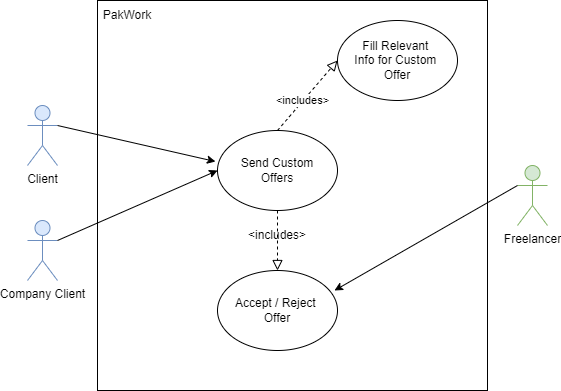 PakWork
Fill Relevant
Info for Custom
Offer
<includes>
Send Custom
Offers
Client
<includes>
Freelancer
Company Client
Accept / Reject
Offer